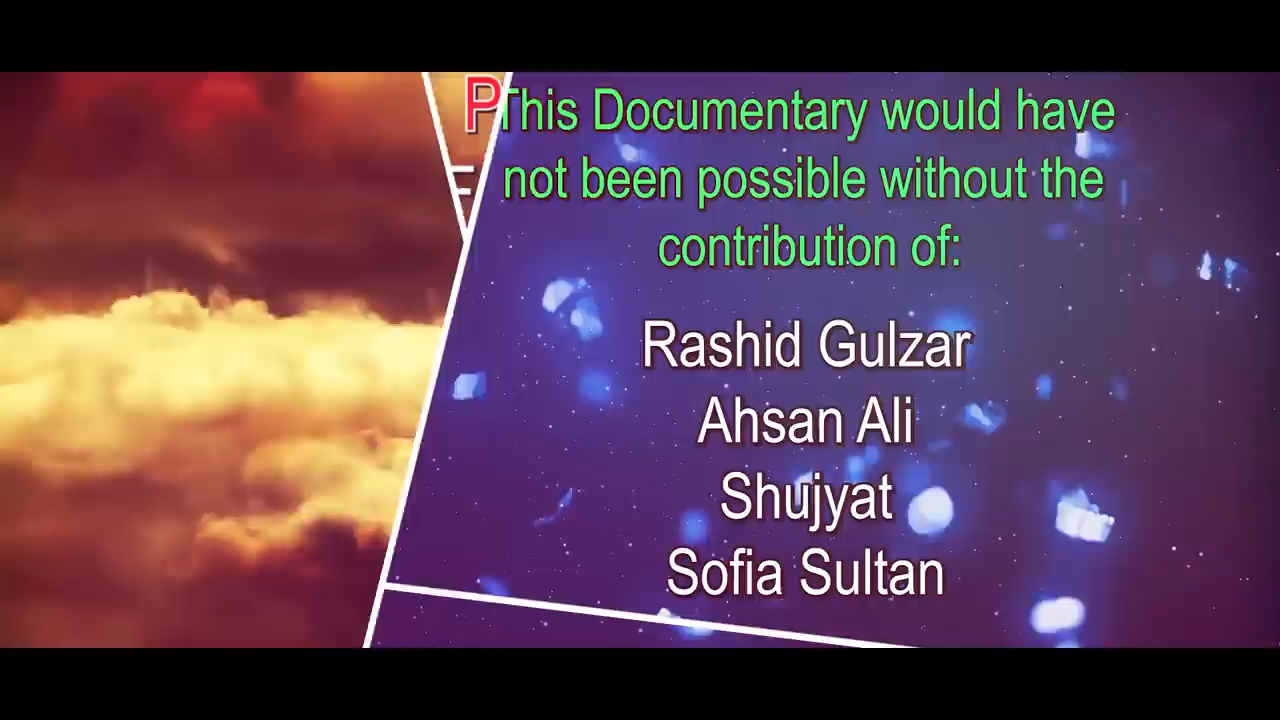 This Documentary would have
not been possible without the
contribution of:
Rashid Gulzar
Ahsan Ali
Shujyat
Sofia Sultan